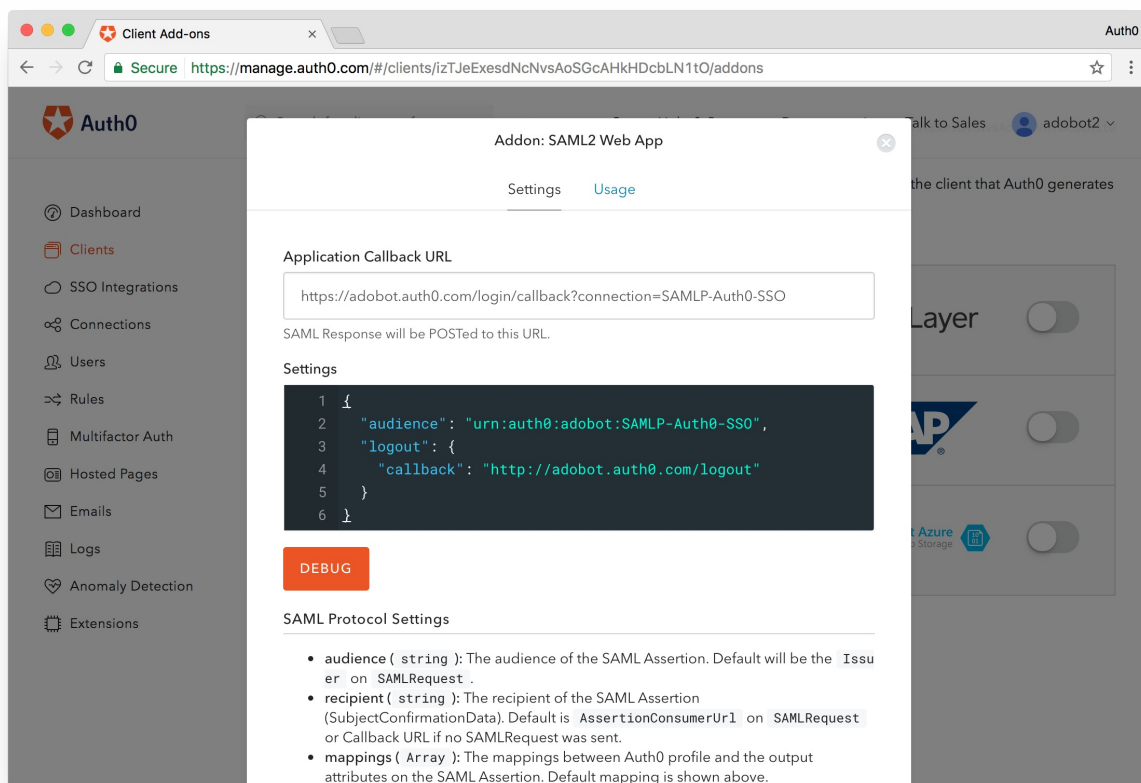 Client Add-ons
Auth0
Secure https://manage.auth0.com/#/clients/izTJeExesdNcNvsAoSGcAHkHDcbLN1tO/addons
Auth0
Talk to Sales
adobot2
the client that Auth0 generates
Dashboard
Clients
SSO Integrations
Connections
Users
Rules
Multifactor Auth
Hosted Pages
Emails
Logs
Anomaly Detection
Extensions
Addon: SAML2 Web App
Settings Usage
Application Callback URL
https://adobot.auth0.com/login/callback?connection=SAMLP-Auth0-SSO
SAML Response will be POSTed to this URL.
Settings
1 {
2 "audience": "urn:auth0:adobot:SAMLP-Auth0-SSO",
3 "logout": {
4 "callback": "http://adobot.auth0.com/logout"
5 }
6 }
DEBUG
SAML Protocol Settings
• audience ( string ): The audience of the SAML Assertion. Default will be the Issu
er on SAMLRequest .
• recipient ( string ): The recipient of the SAML Assertion
(SubjectConfirmationData). Default is AssertionConsumerUrl on SAMLRequest
or Callback URL if no SAMLRequest was sent.
• mappings ( Array ): The mappings between Auth0 profile and the output
attributes on the SAML Assertion. Default mapping is shown above.
Layer
AP
Azure
Storage